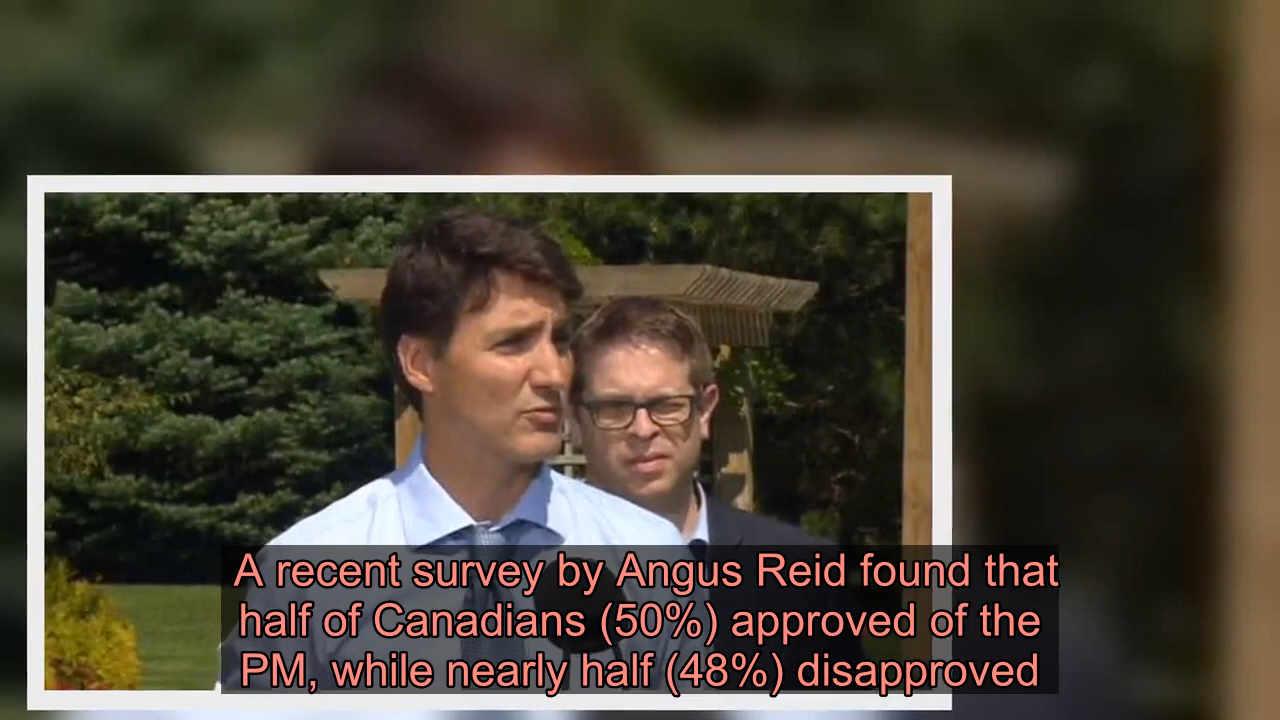 A recent survey by Angus Reid found that
half of Canadians (50%) approved of the
PM, while nearly half (48%) disapproved